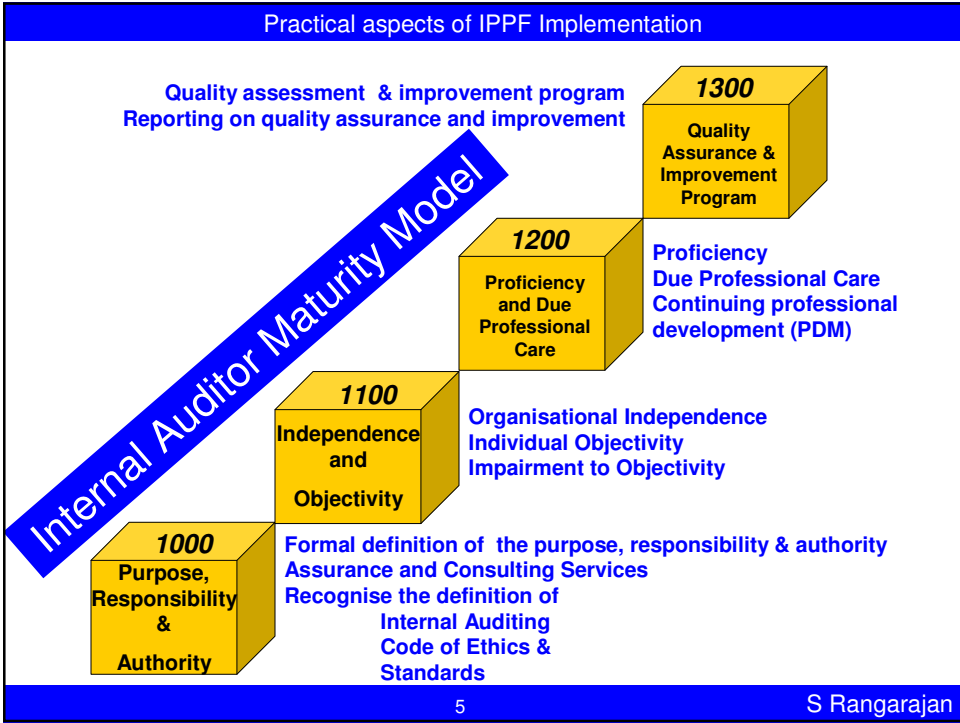 Practical aspects of IPPF Implementation
Quality assessment & improvement program
Reporting on quality assurance and improvement
1300
Quality
Assurance &
Improvement
Program
Internal Auditor Maturity Model
1200
Proficiency
and Due
Professional
Care
Proficiency
Due Professional Care
Continuing professional
development (PDM)
1100
Independence
and
Objectivity
Organisational Independence
Individual Objectivity
Impairment to Objectivity
1000
Purpose,
Responsibility
&
Authority
Formal definition of the purpose, responsibility & authority
Assurance and Consulting Services
Recognise the definition of
Internal Auditing
Code of Ethics &
Standards
5
S Rangarajan